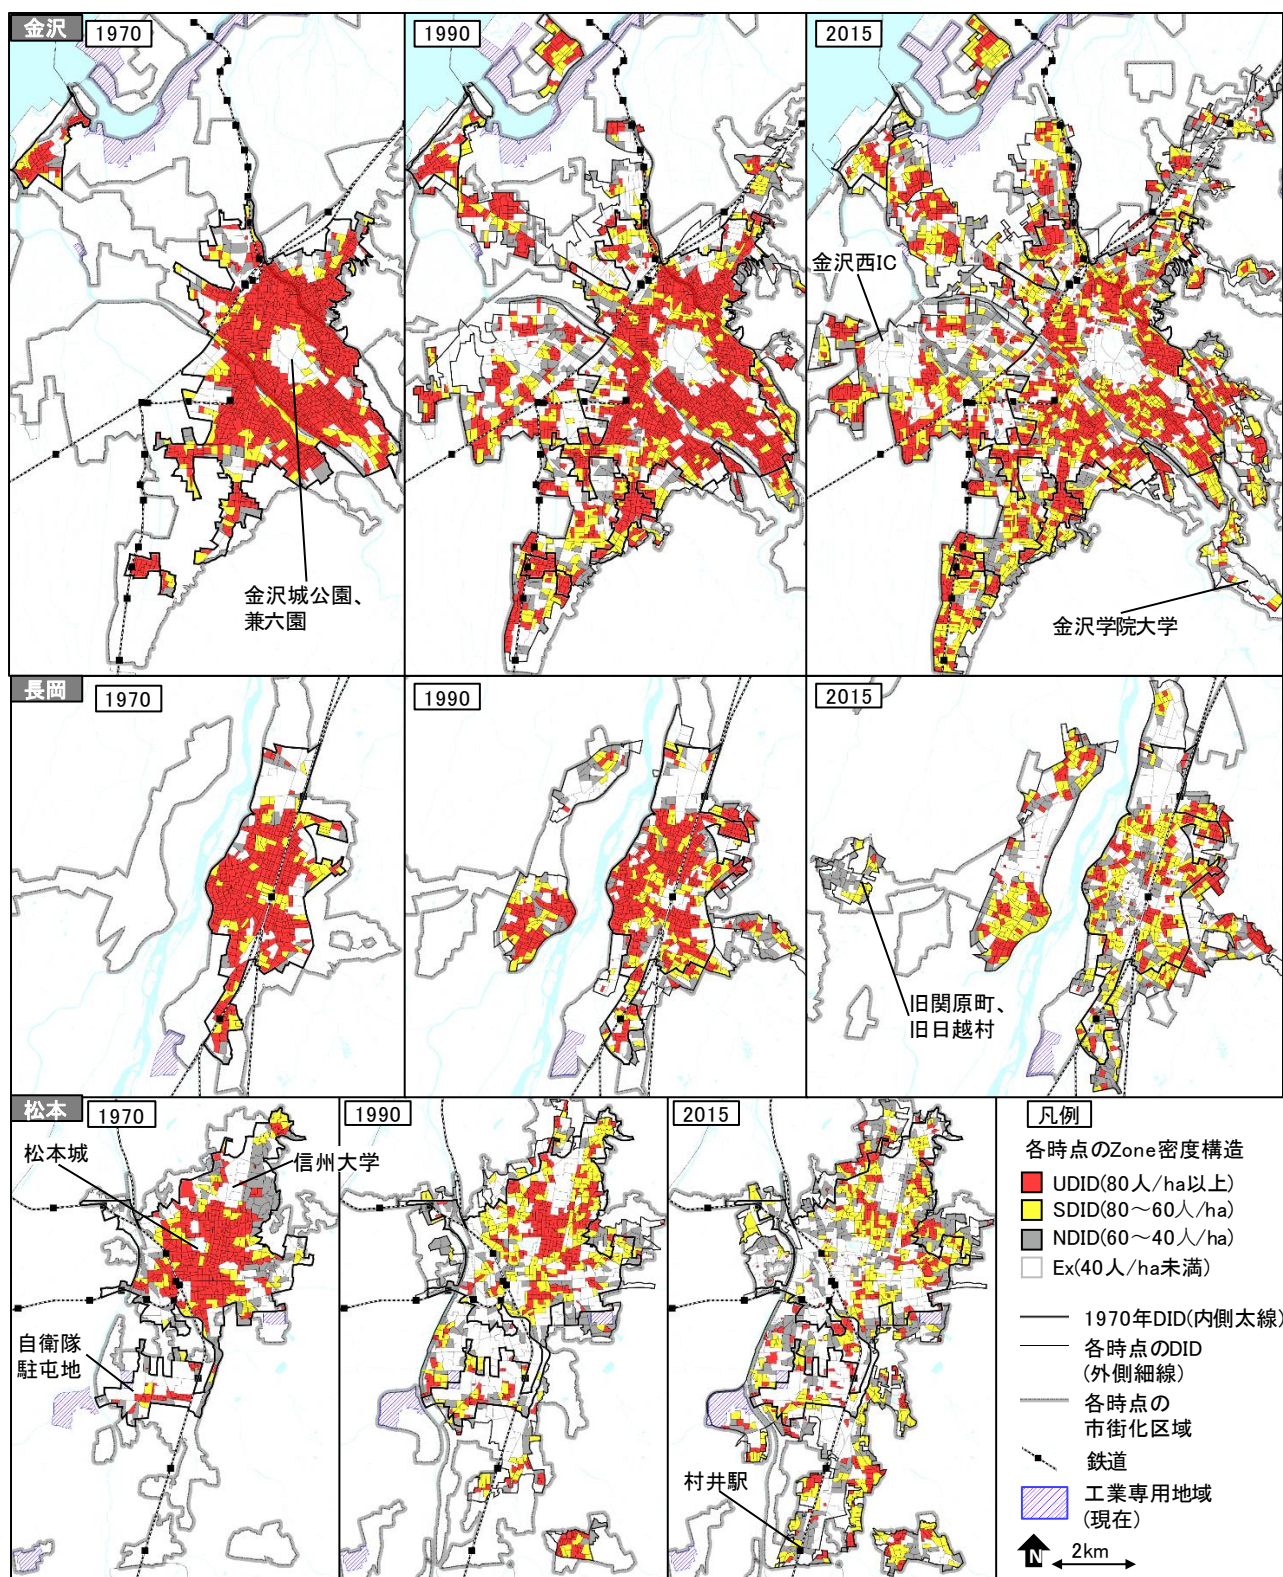 金沢
1970
1990
2015
金沢西IC
金沢城公園、
兼六園
金沢学院大学
長岡
1970
1990
2015
旧関原町、
旧日越村
松本
1970
1990
2015
松本城
信州大学
自衛隊
駐屯地
村井駅
凡例
各時点のZone密度構造
UDID(80人/ha以上)
SDID(80～60人/ha)
NDID(60～40人/ha)
Ex(40人/ha未満)
1970年DID(内側太線)
各時点のDID
(外側細線)
各時点の
市街化区域
鉄道
工業専用地域
(現在)
N
2km